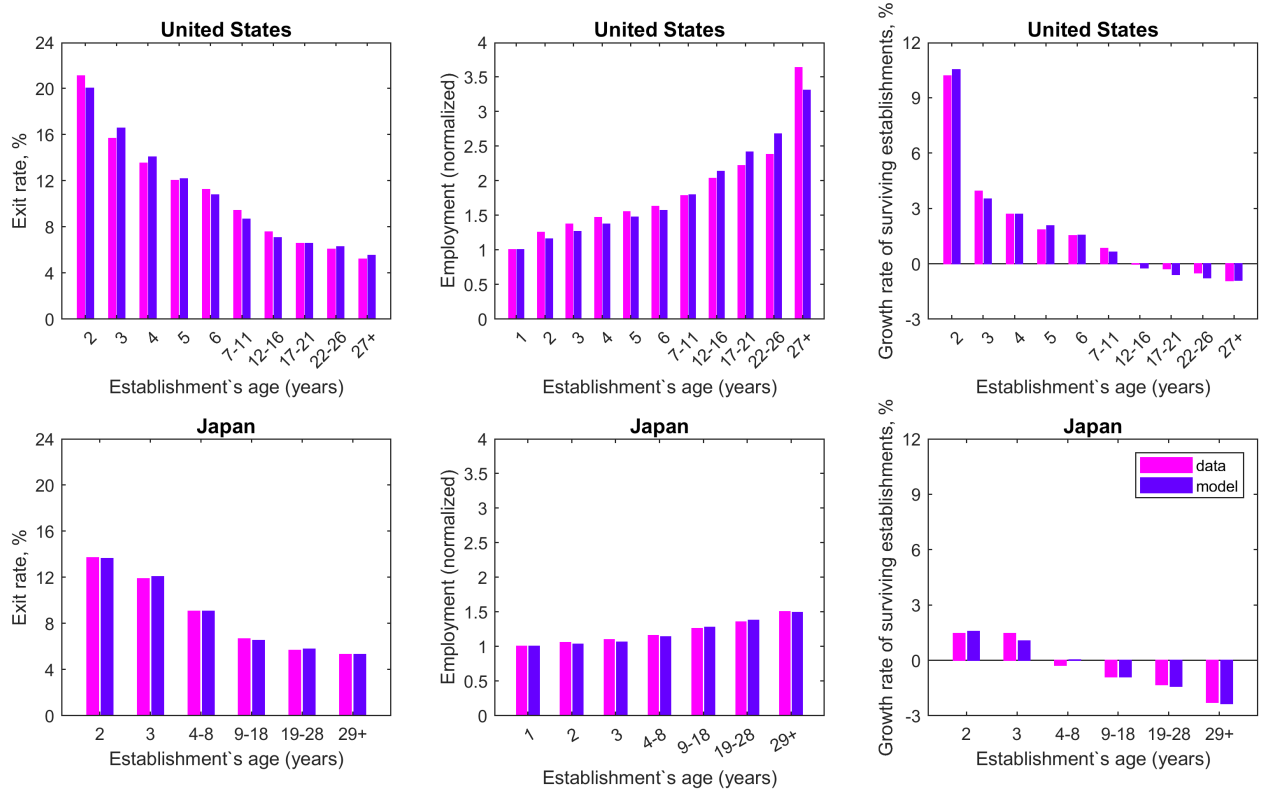 United States
24
20
16
12
8
4
0
Exit rate, %
2 3 4 5 6 7-11 12-16 17-21 22-26 27+
Establishment`s age (years)
United States
4
3.5
3
2.5
2
1.5
1
0.5
0
Employment (normalized)
1 2 3 4 5 6 7-11 12-16 17-21 22-26 27+
Establishment`s age (years)
United States
12
9
6
3
0
-3
Growth rate of surviving establishments, %
2 3 4 5 6 7-11 12-16 17-21 22-26 27+
Establishment`s age (years)
Japan
24
20
16
12
8
4
0
Exit rate, %
2 3 4-8 9-18 19-28 29+
Establishment`s age (years)
Japan
4
3.5
3
2.5
2
1.5
1
0.5
0
Employment (normalized)
1 2 3 4-8 9-18 19-28 29+
Establishment`s age (years)
Japan
12
9
6
3
0
-3
Growth rate of surviving establishments, %
data
model
2 3 4-8 9-18 19-28 29+
Establishment`s age (years)